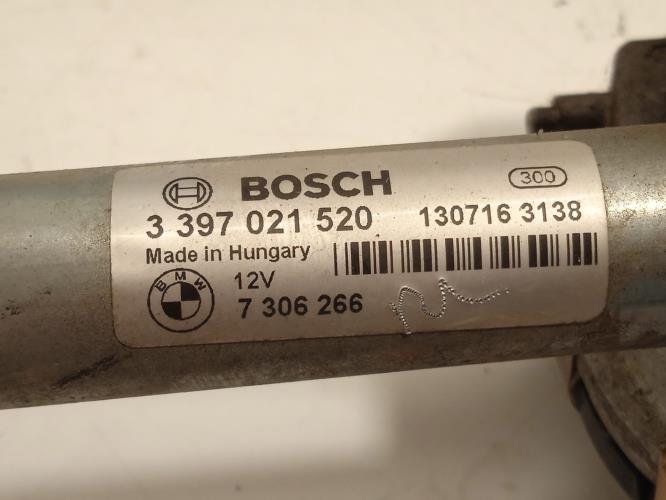 BOSCH 300
3 397 021 520 130716 3138
Made in Hungary
12V
BMW
7 306 266